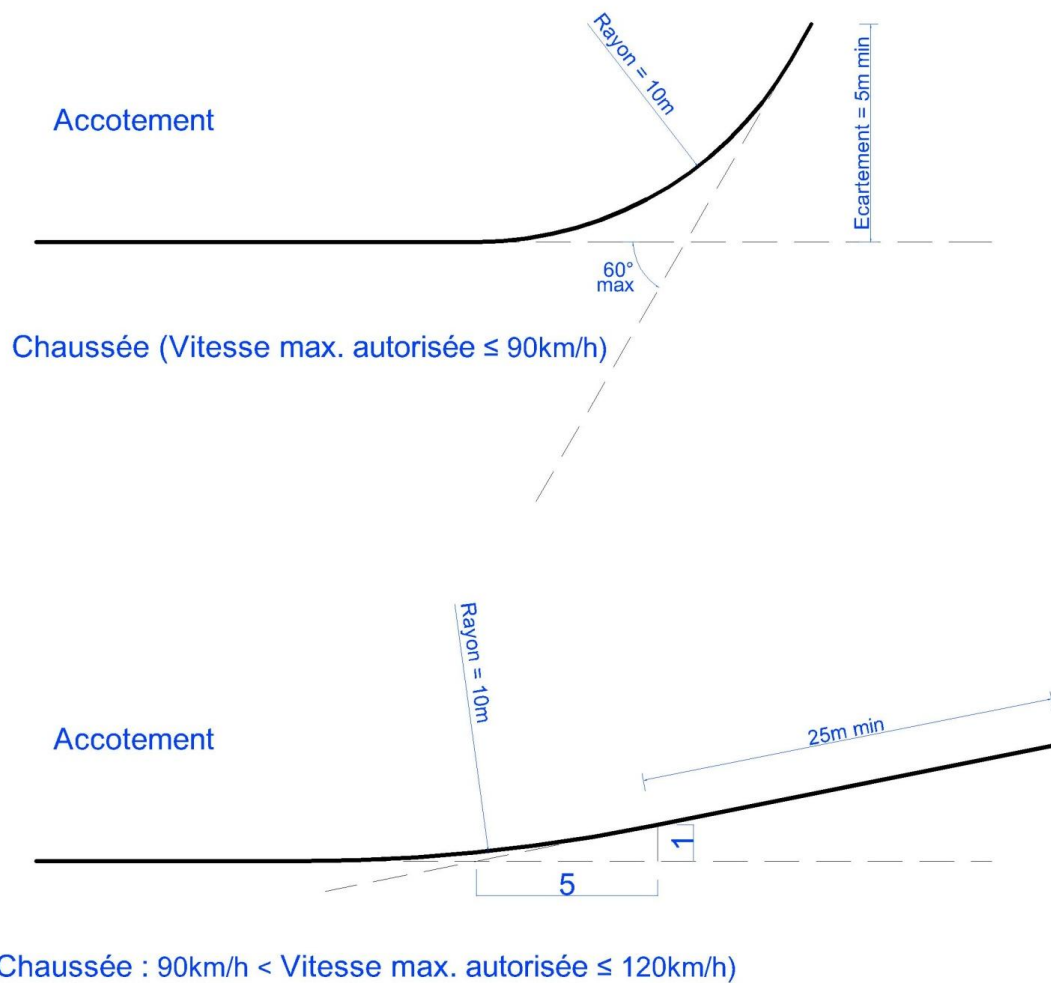 Rayon = 10m
Ecartement = 5m min
Accotement
60°
max
Chaussée (Vitesse max. autorisée ≤ 90km/h)
Rayon = 10m
Accotement
25m min
1
5
Chaussée : 90km/h < Vitesse max. autorisée ≤ 120km/h)